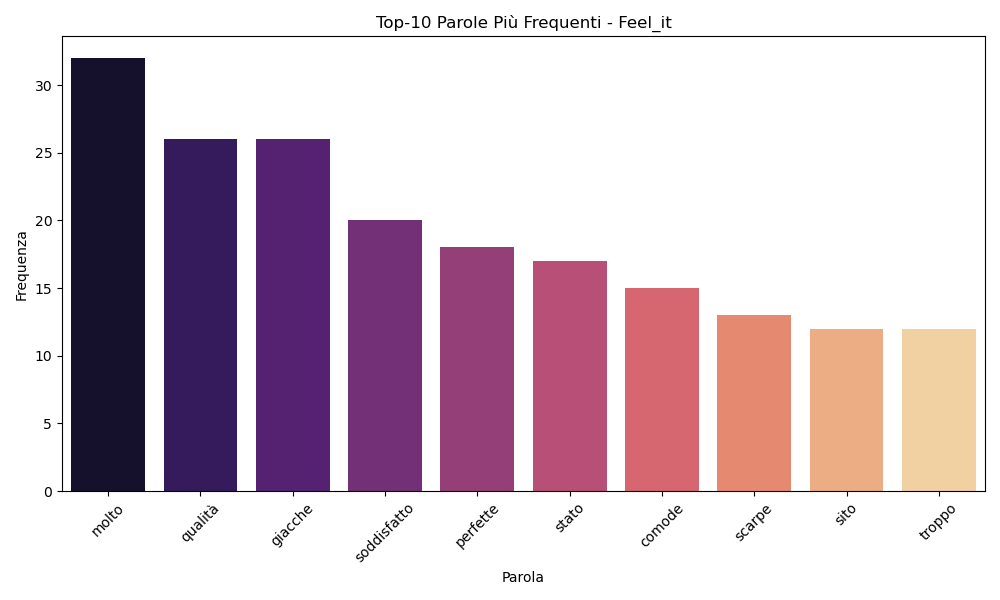 Top-10 Parole Più Frequenti - Feel_it
Frequenza
30
25
20
15
10
5
0
molto
qualità
giacche
soddisfatto
perfette
stato
comode
scarpe
sito
troppo
Parola